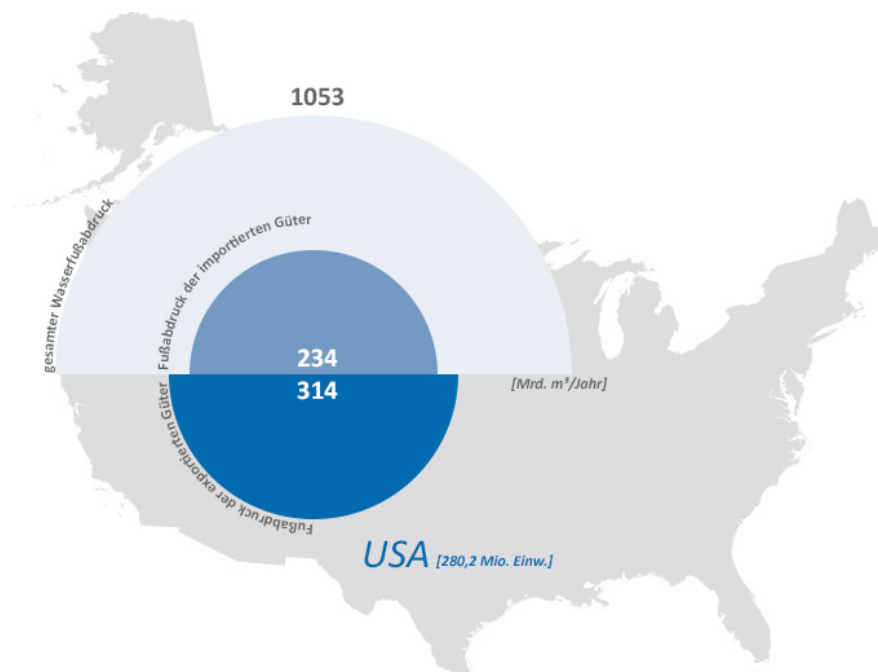 1053
gesamter Wasserfußabdruck
Fußabdruck der importierten Güter
234
314
[Mrd. m³/Jahr]
Fußabdruck der exportierten Güter
USA [280,2 Mio. Einw.]